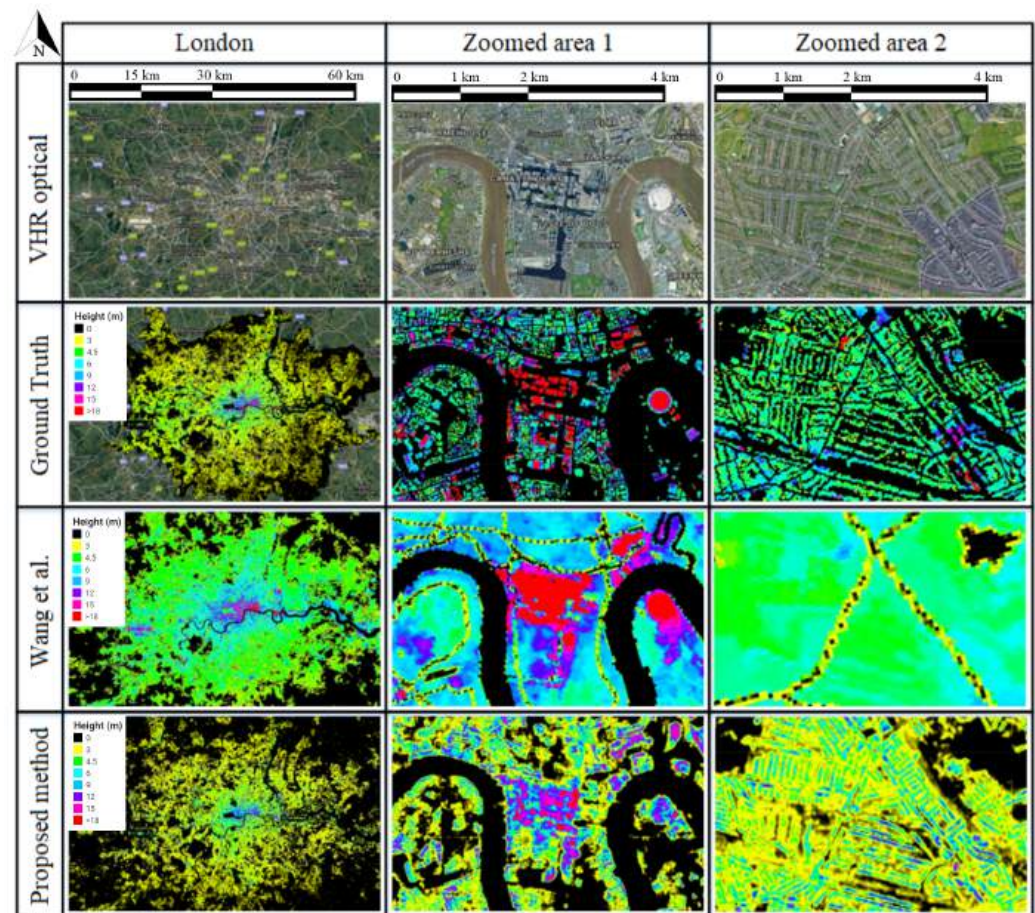 N
London
Zoomed area 1
Zoomed area 2
0 15 km 30 km 60 km
0 1 km 2 km 4 km
0 1 km 2 km 4 km
VHR optical
Ground Truth
Height (m)
0
3
4.5
6
9
12
15
>18
Wang et al.
Height (m)
0
3
4.5
6
9
12
15
>18
Proposed method
Height (m)
0
3
4.5
6
9
12
15
>18